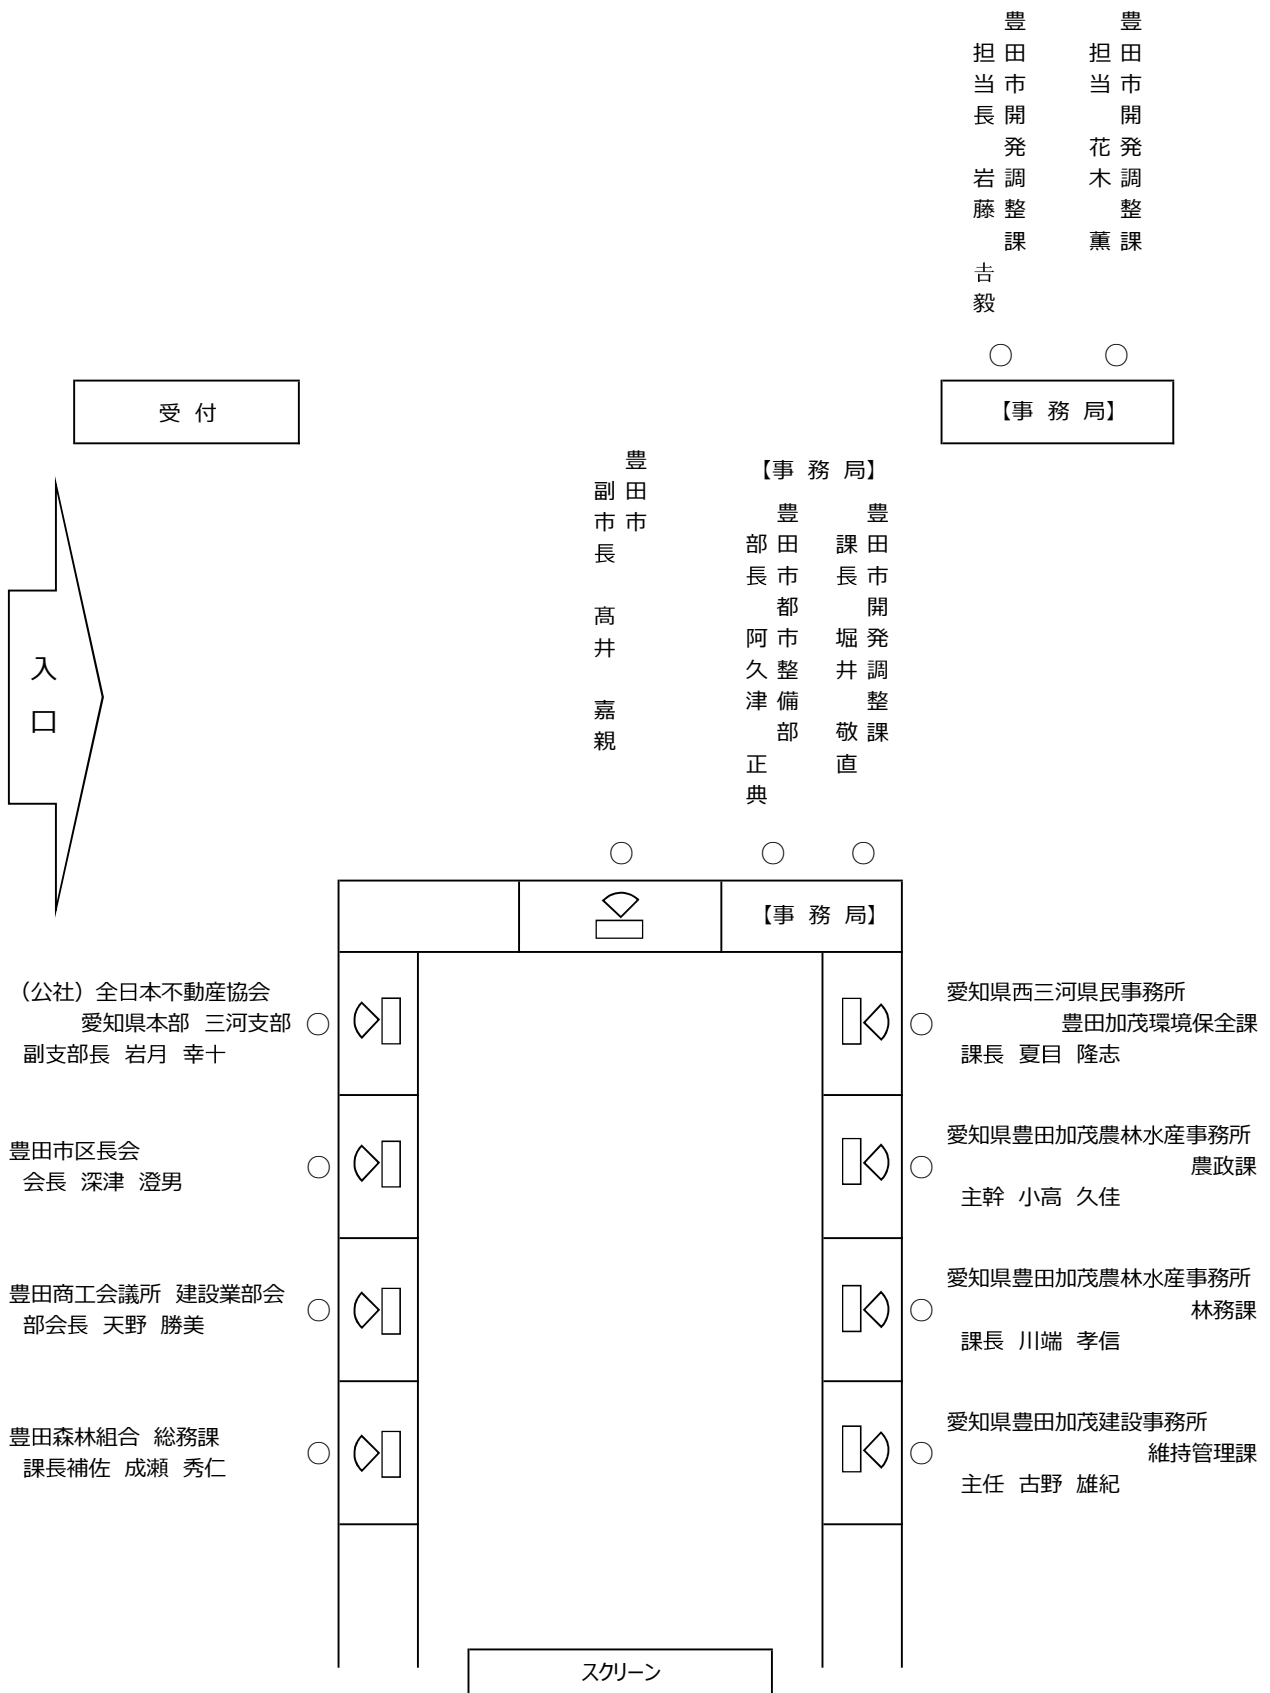 豊田市開発調整課
担当　花木　薫
豊田市開発調整課
担当長　岩藤　𠮷毅
受 付
【事 務 局】
入口
【事 務 局】
豊田市開発調整課
課長　堀井　敬直
豊田市都市整備部
部長　阿久津　正典
豊田市
副市長　髙井　嘉親
【事 務 局】
（公社）全日本不動産協会
愛知県本部 三河支部
副支部長 岩月 幸十
豊田市区長会
会長 深津 澄男
豊田商工会議所 建設業部会
部会長 天野 勝美
豊田森林組合 総務課
課長補佐 成瀬 秀仁
愛知県西三河県民事務所
豊田加茂環境保全課
課長 夏目 隆志
愛知県豊田加茂農林水産事務所
農政課
主幹 小高 久佳
愛知県豊田加茂農林水産事務所
林務課
課長 川端 孝信
愛知県豊田加茂建設事務所
維持管理課
主任 古野 雄紀
スクリーン